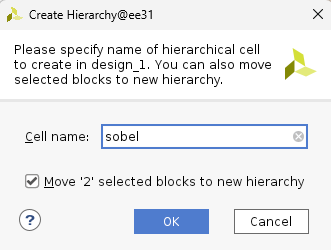 Create Hierarchy@ee31
Please specify name of hierarchical cell
to create in design_1. You can also move
selected blocks to new hierarchy.
Cell name: sobel
Move '2' selected blocks to new hierarchy
?
OK Cancel